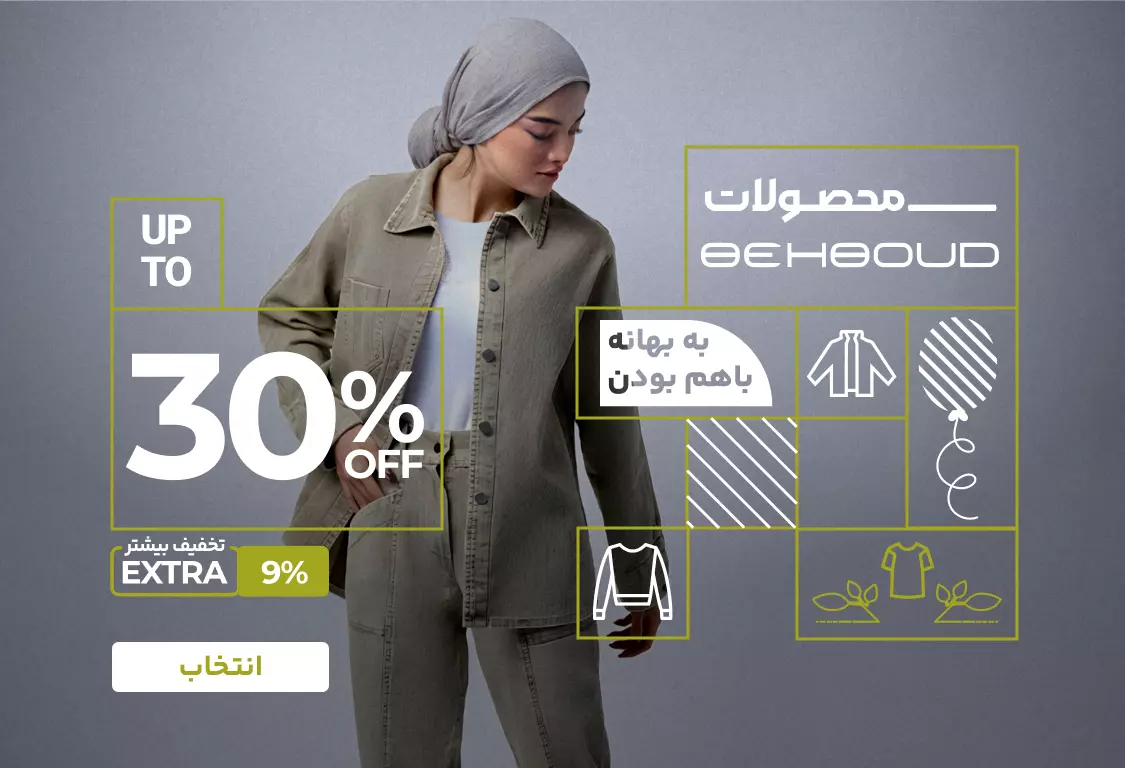 محصولات
BEHBOUD
به بهانه
باهم بودن
UP
TO
30%
OFF
تخفیف بیشتر
EXTRA 9%
انتخاب